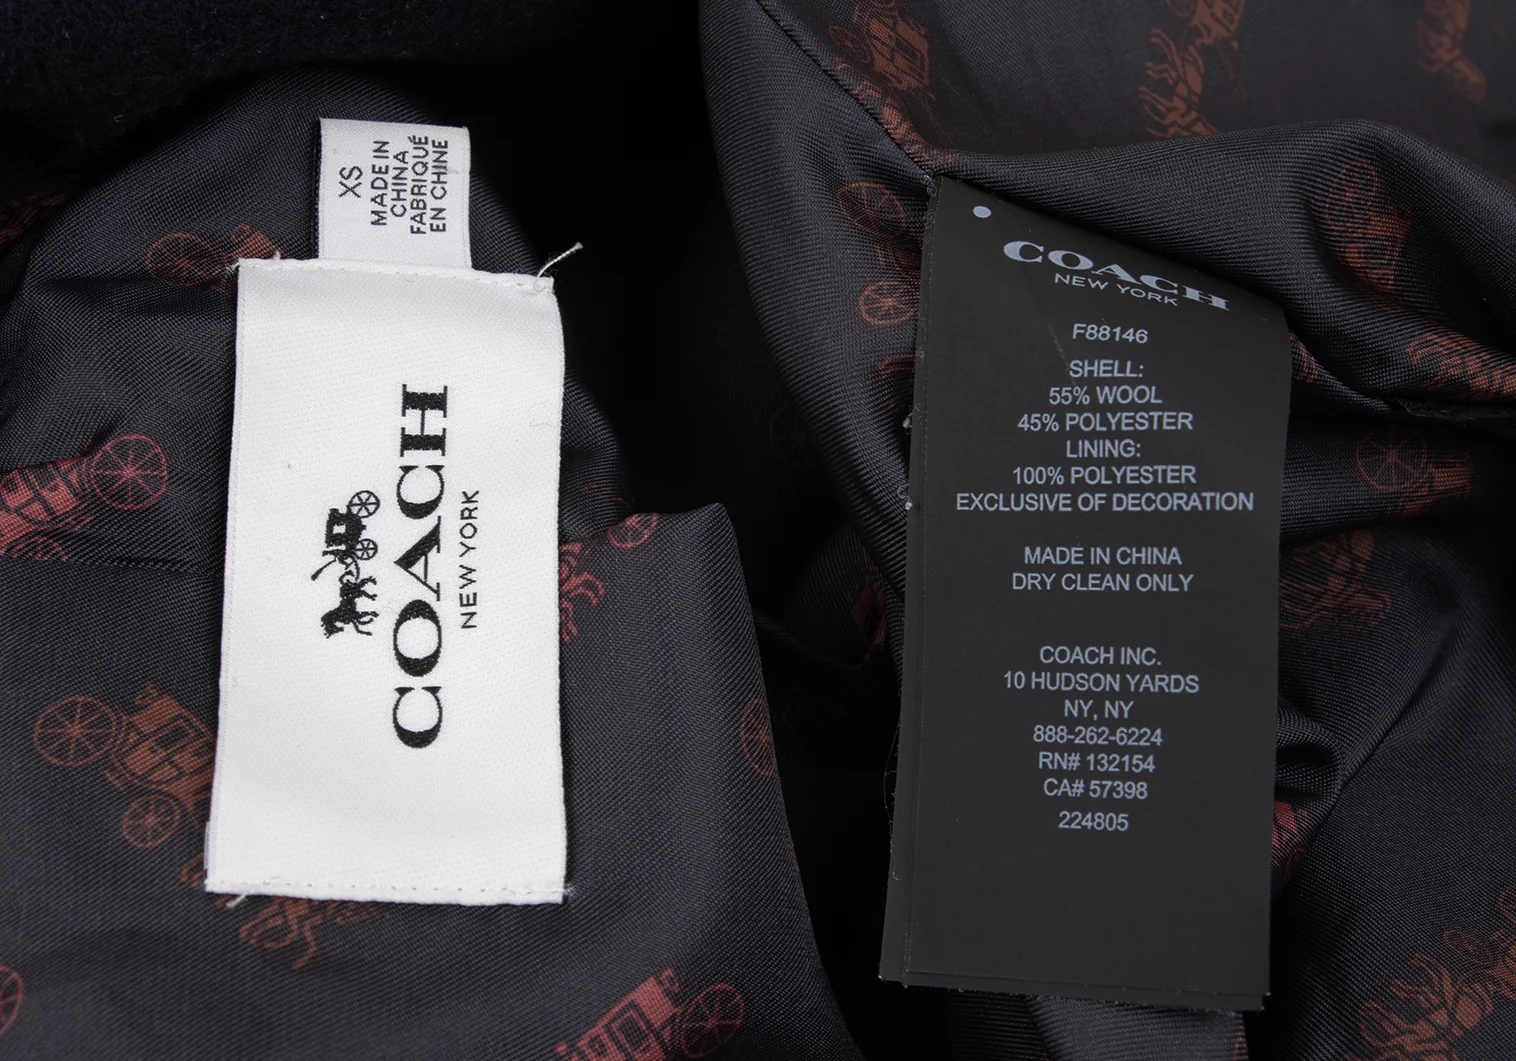 XS
MADE IN
CHINA
FABRIQUÉ
EN CHINE
COACH
NEW YORK
COACH
NEW YORK
F88146
SHELL:
55% WOOL
45% POLYESTER
LINING:
100% POLYESTER
EXCLUSIVE OF DECORATION
MADE IN CHINA
DRY CLEAN ONLY
COACH INC.
10 HUDSON YARDS
NY, NY
888-262-6224
RN# 132154
CA# 57398
224805